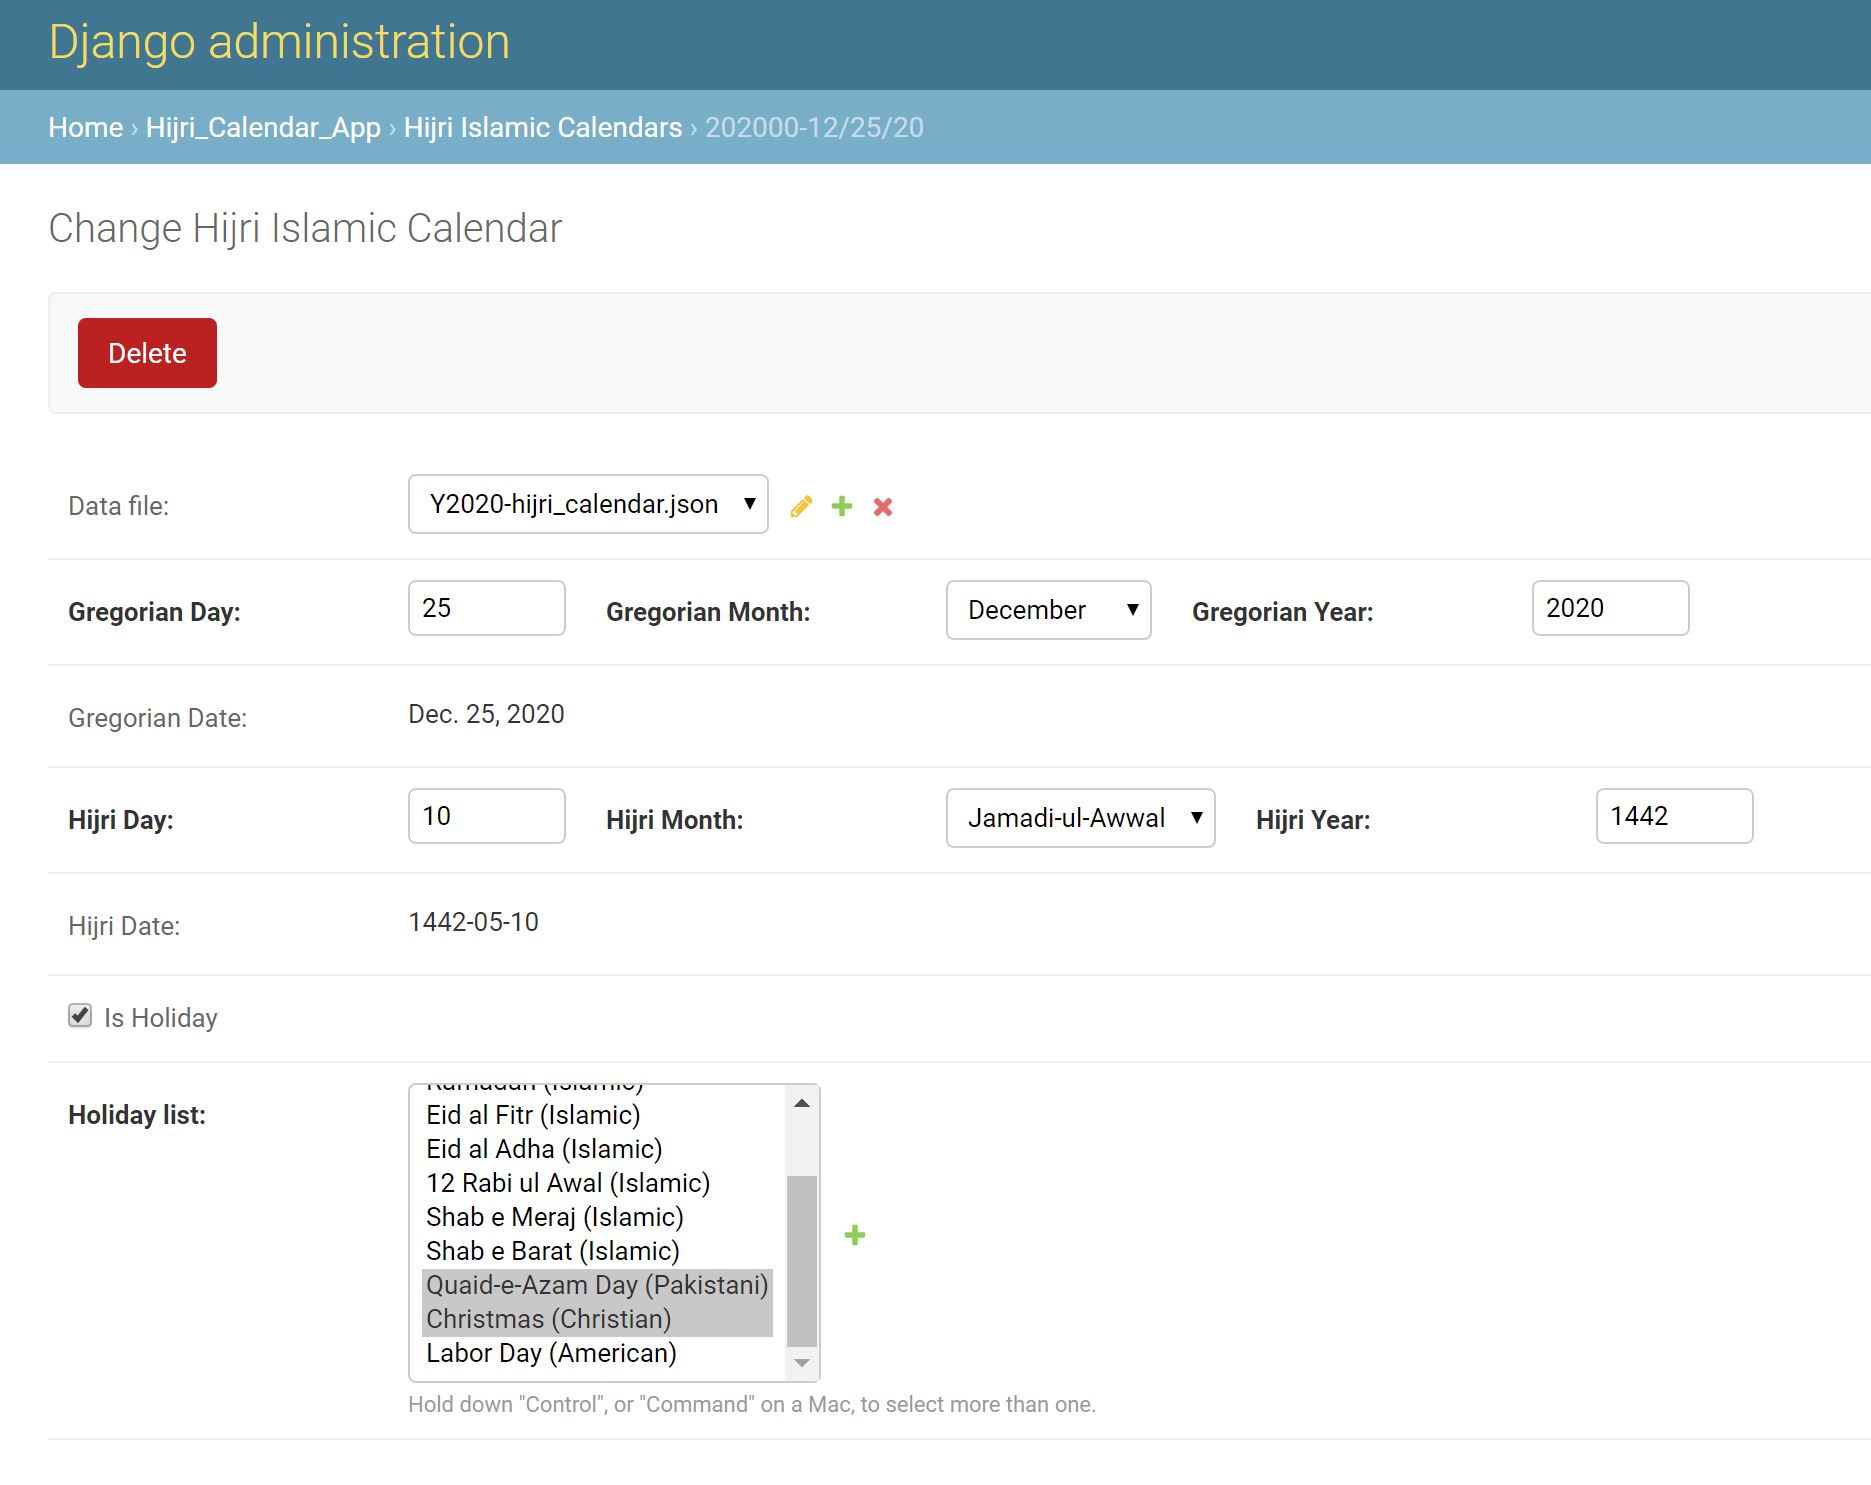 Django administration
Home › Hijri_Calendar_App › Hijri Islamic Calendars › 202000-12/25/20
Change Hijri Islamic Calendar
Delete
Data file: Y2020-hijri_calendar.json
Gregorian Day: 25 Gregorian Month: December Gregorian Year: 2020
Gregorian Date: Dec. 25, 2020
Hijri Day: 10 Hijri Month: Jamadi-ul-Awwal Hijri Year: 1442
Hijri Date: 1442-05-10
Is Holiday
Holiday list:
Ramadan (Islamic)
Eid al Fitr (Islamic)
Eid al Adha (Islamic)
12 Rabi ul Awal (Islamic)
Shab e Meraj (Islamic)
Shab e Barat (Islamic)
Quaid-e-Azam Day (Pakistani)
Christmas (Christian)
Labor Day (American)
Hold down "Control", or "Command" on a Mac, to select more than one.